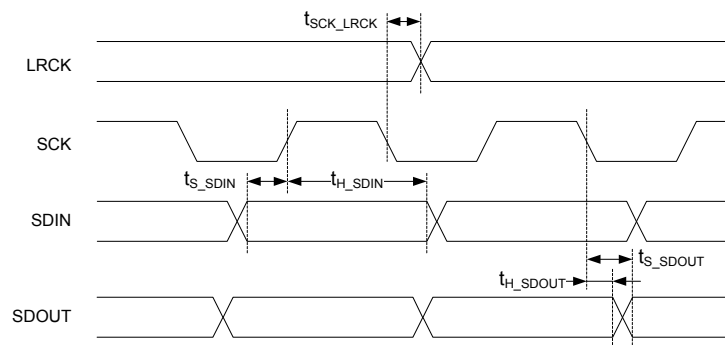 tSCK_LRCK
LRCK
SCK
tS_SDIN
tH_SDIN
SDIN
tS_SDOUT
tH_SDOUT
SDOUT